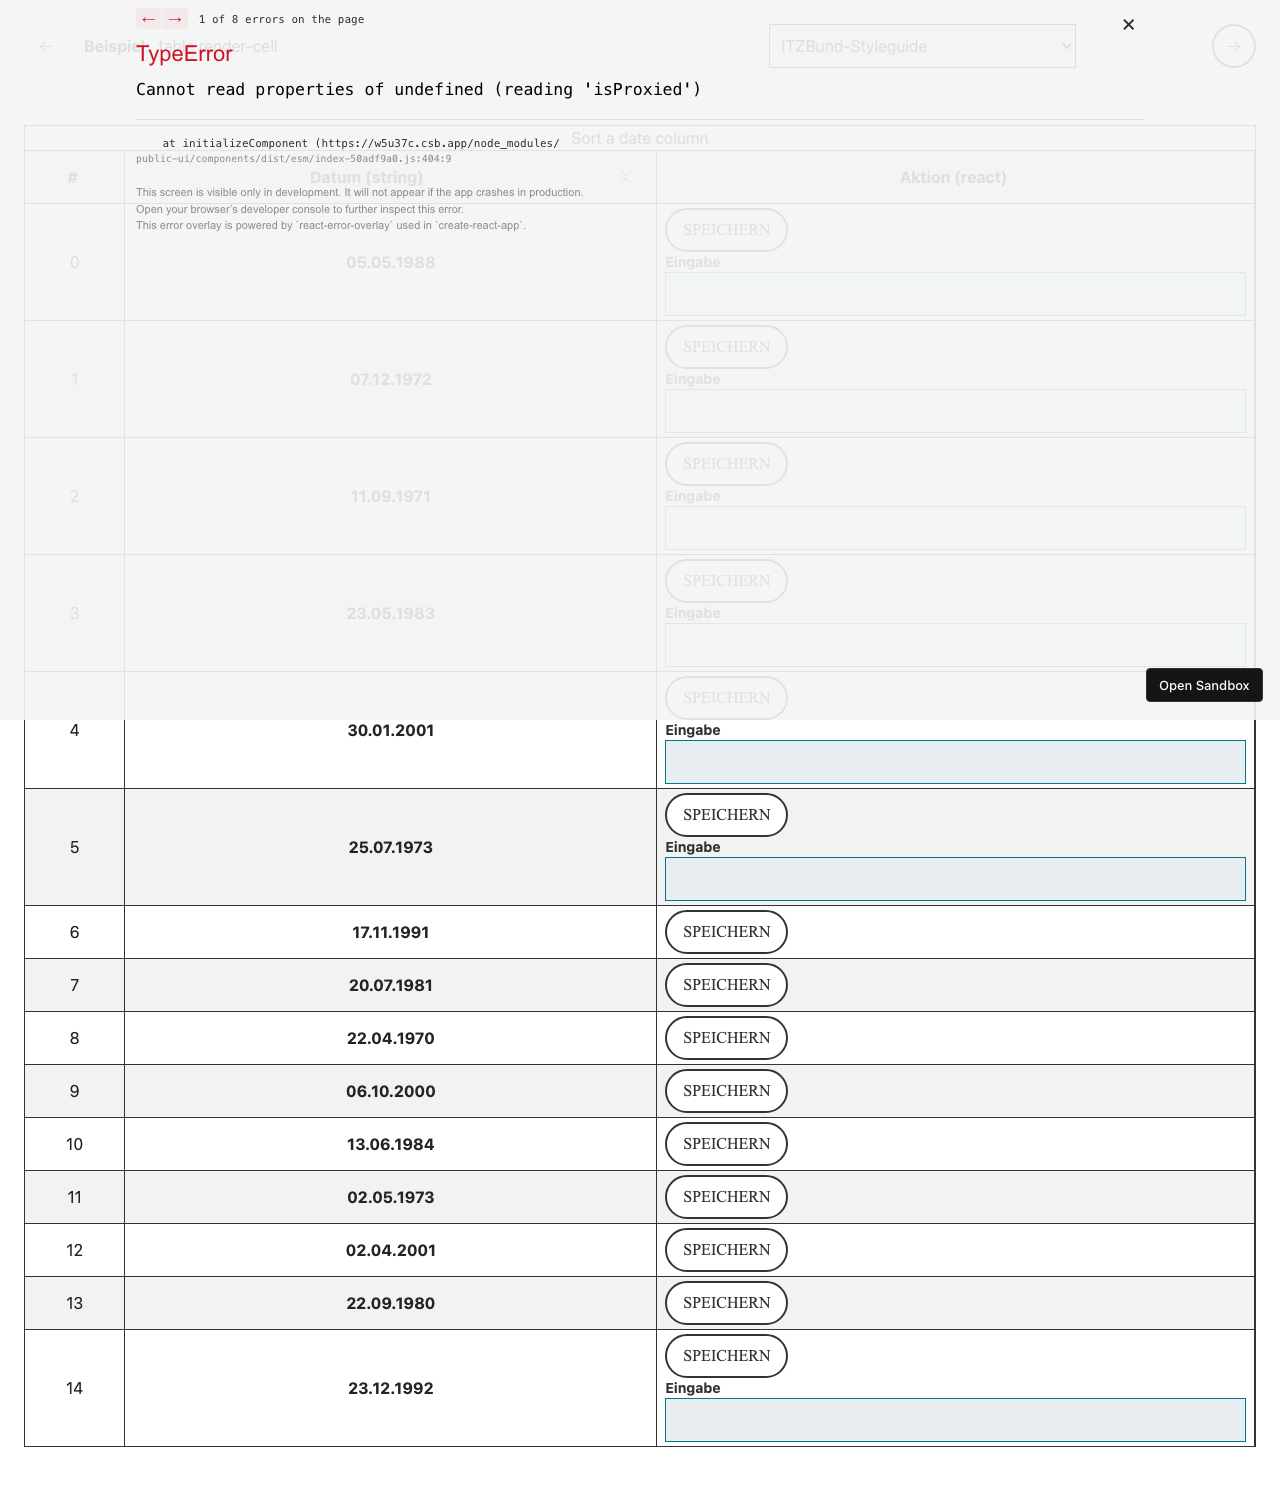 ← → 1 of 8 errors on the page ✕
← Beispiel table render-cell ITZBund-Styleguide →
TypeError
Cannot read properties of undefined (reading 'isProxied')
Sort a date column
at initializeComponent (https://w5u37c.csb.app/node_modules/
public-ui/components/dist/esm/index-50adf9a0.js:404:9
# Datum (string) Aktion (react)
This screen is visible only in development. It will not appear if the app crashes in production.
Open your browser’s developer console to further inspect this error.
This error overlay is powered by `react-error-overlay` used in `create-react-app`.
SPEICHERN
0 05.05.1988 Eingabe
SPEICHERN
1 07.12.1972 Eingabe
SPEICHERN
2 11.09.1971 Eingabe
SPEICHERN
3 23.05.1983 Eingabe
Open Sandbox
SPEICHERN
4 30.01.2001 Eingabe
SPEICHERN
5 25.07.1973 Eingabe
6 17.11.1991 SPEICHERN
7 20.07.1981 SPEICHERN
8 22.04.1970 SPEICHERN
9 06.10.2000 SPEICHERN
10 13.06.1984 SPEICHERN
11 02.05.1973 SPEICHERN
12 02.04.2001 SPEICHERN
13 22.09.1980 SPEICHERN
SPEICHERN
14 23.12.1992 Eingabe